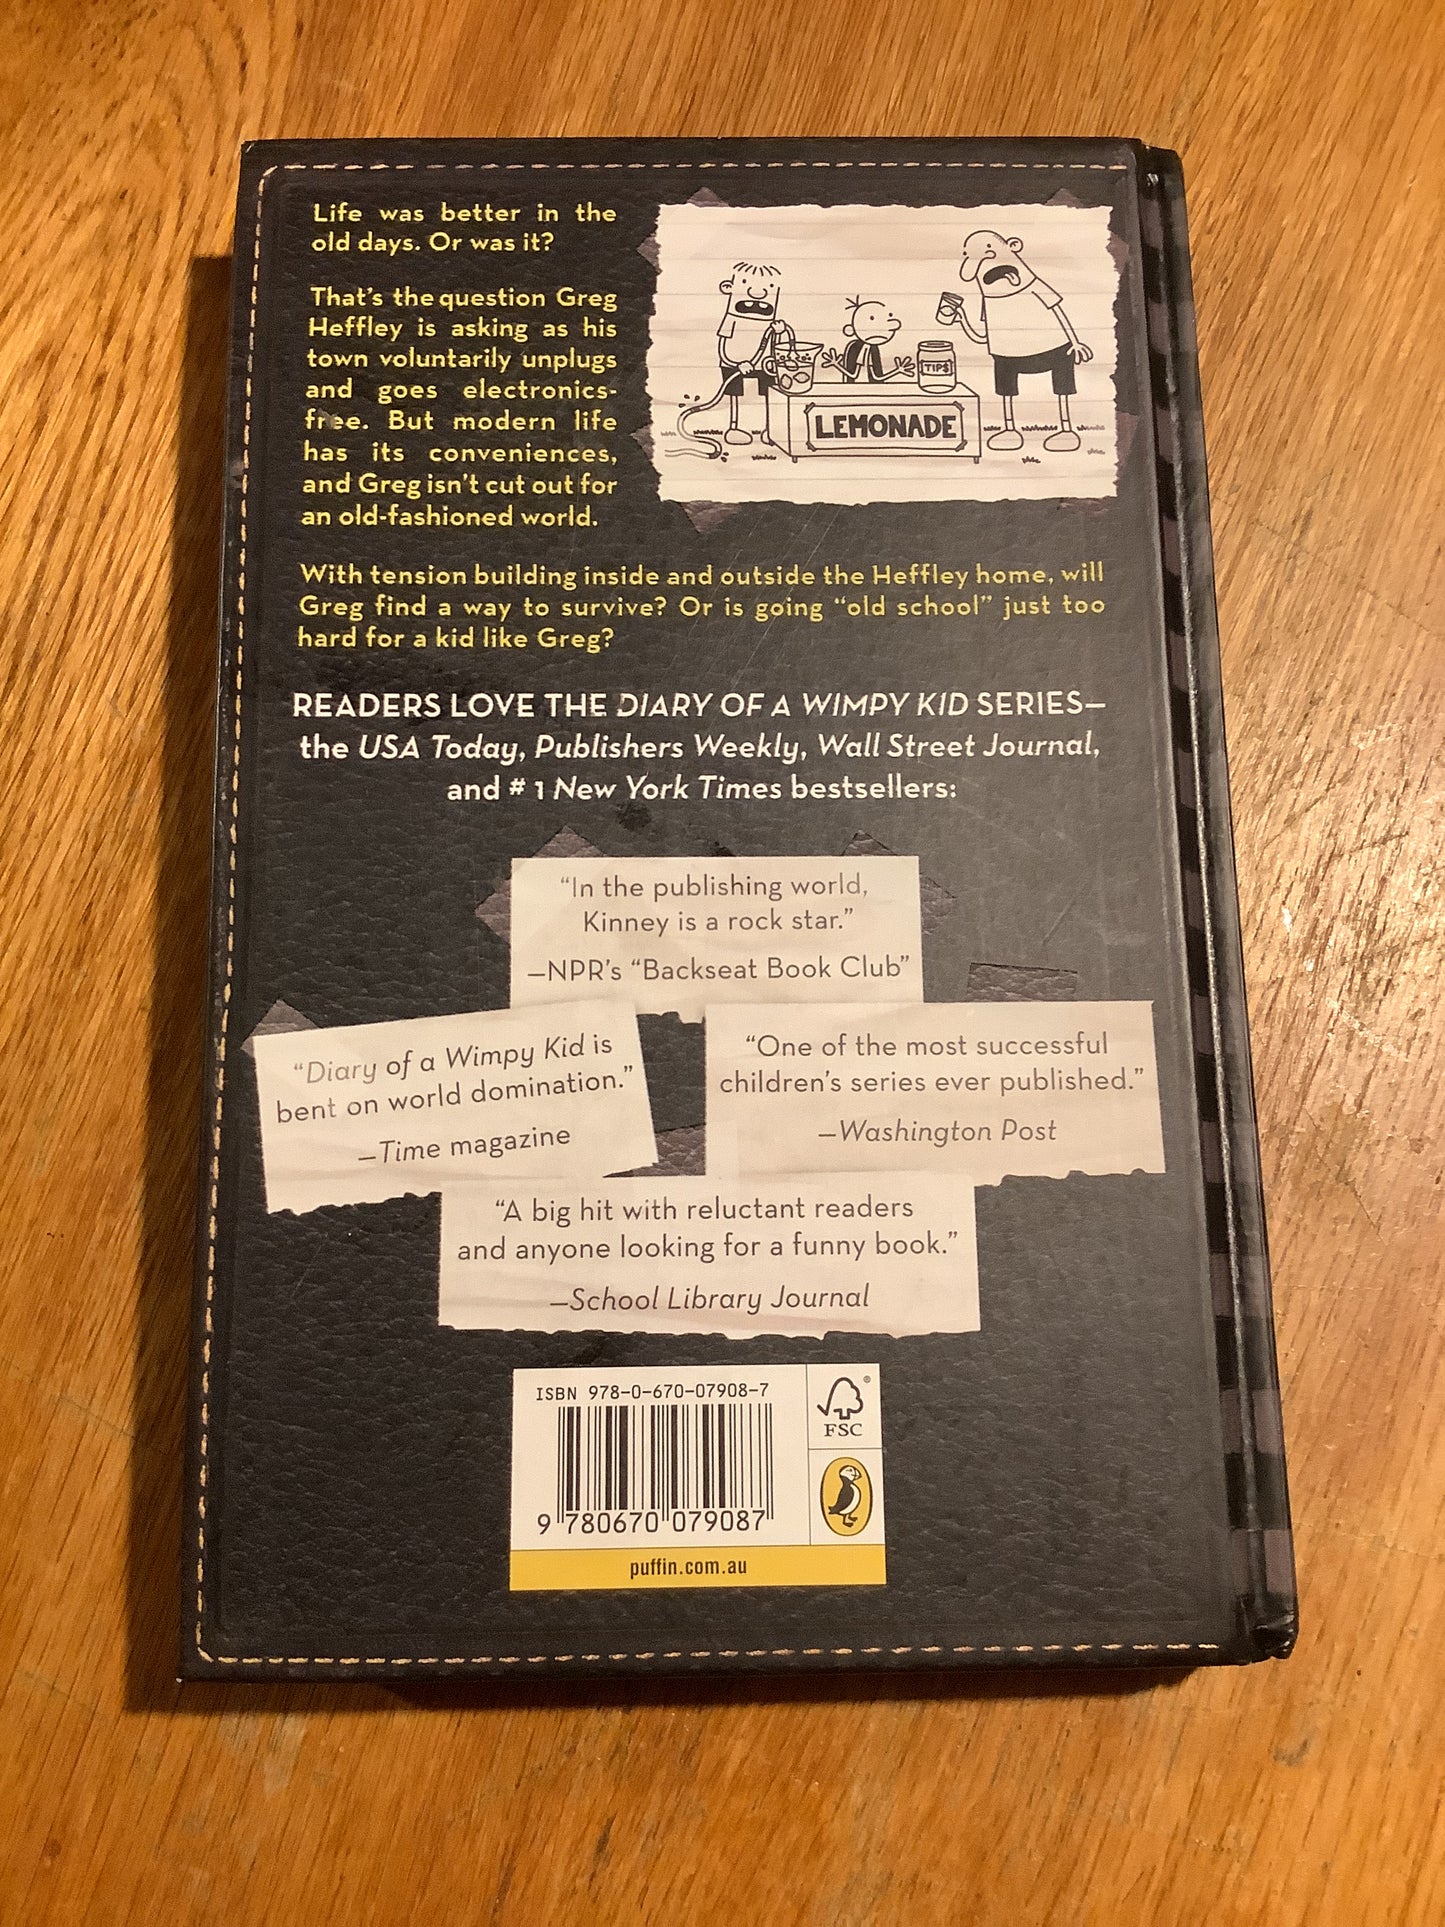 Life was better in the
old days. Or was it?
That's the question Greg
Heffley is asking as his
town voluntarily unplugs
and goes electronics-
free. But modern life
has its conveniences,
and Greg isn't cut out for
an old-fashioned world.
TIPS
LEMONADE
With tension building inside and outside the Heffley home, will
Greg find a way to survive? Or is going “old school” just too
hard for a kid like Greg?
READERS LOVE THE DIARY OF A WIMPY KID SERIES—
the USA Today, Publishers Weekly, Wall Street Journal,
and #1 New York Times bestsellers:
“In the publishing world,
Kinney is a rock star.”
—NPR's “Backseat Book Club”
“Diary of a Wimpy Kid is
bent on world domination.”
—Time magazine
“One of the most successful
children's series ever published.”
—Washington Post
“A big hit with reluctant readers
and anyone looking for a funny book.”
—School Library Journal
ISBN 978-0-670-07908-7
9 780670 079087
FSC®
puffin.com.au